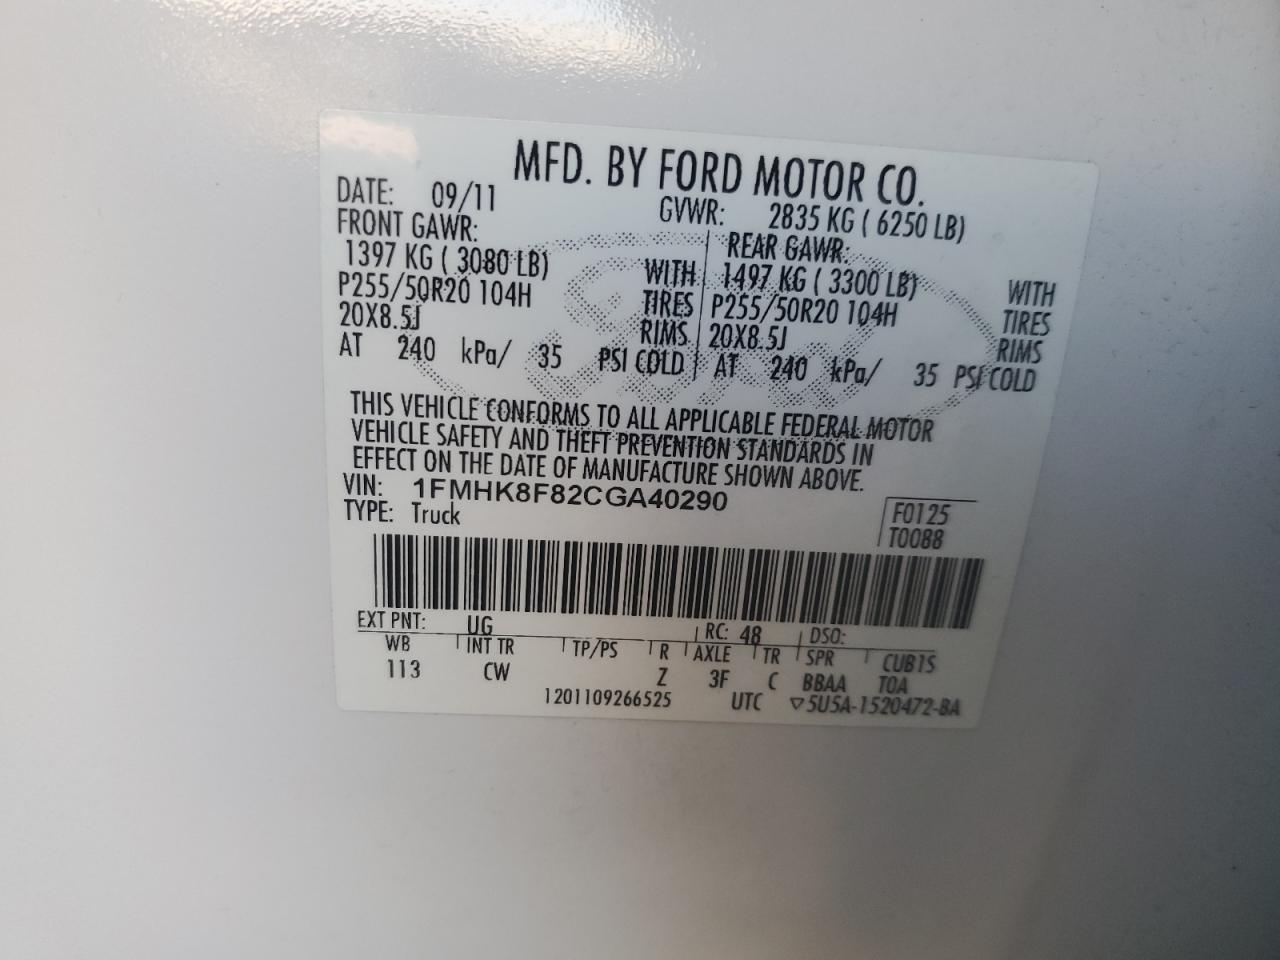 MFD. BY FORD MOTOR CO.
DATE: 09/11 GVWR: 2835 KG ( 6250 LB)
FRONT GAWR: REAR GAWR:
1397 KG ( 3080 LB) WITH 1497 KG ( 3300 LB) WITH
P255/50R20 104H TIRES P255/50R20 104H TIRES
20X8.5J RIMS 20X8.5J RIMS
AT 240 kPa/ 35 PSI COLD AT 240 kPa/ 35 PSI COLD
THIS VEHICLE CONFORMS TO ALL APPLICABLE FEDERAL MOTOR
VEHICLE SAFETY AND THEFT PREVENTION STANDARDS IN
EFFECT ON THE DATE OF MANUFACTURE SHOWN ABOVE.
VIN: 1FMHK8F82CGA40290 F0125
TYPE: Truck T0088
EXT PNT: UG RC: 48 DSO:
WB INT TR TP/PS R AXLE TR SPR CUB1S
113 CW Z 3F C BBAA TOA
1201109266525 UTC ▽5U5A-1520472-BA